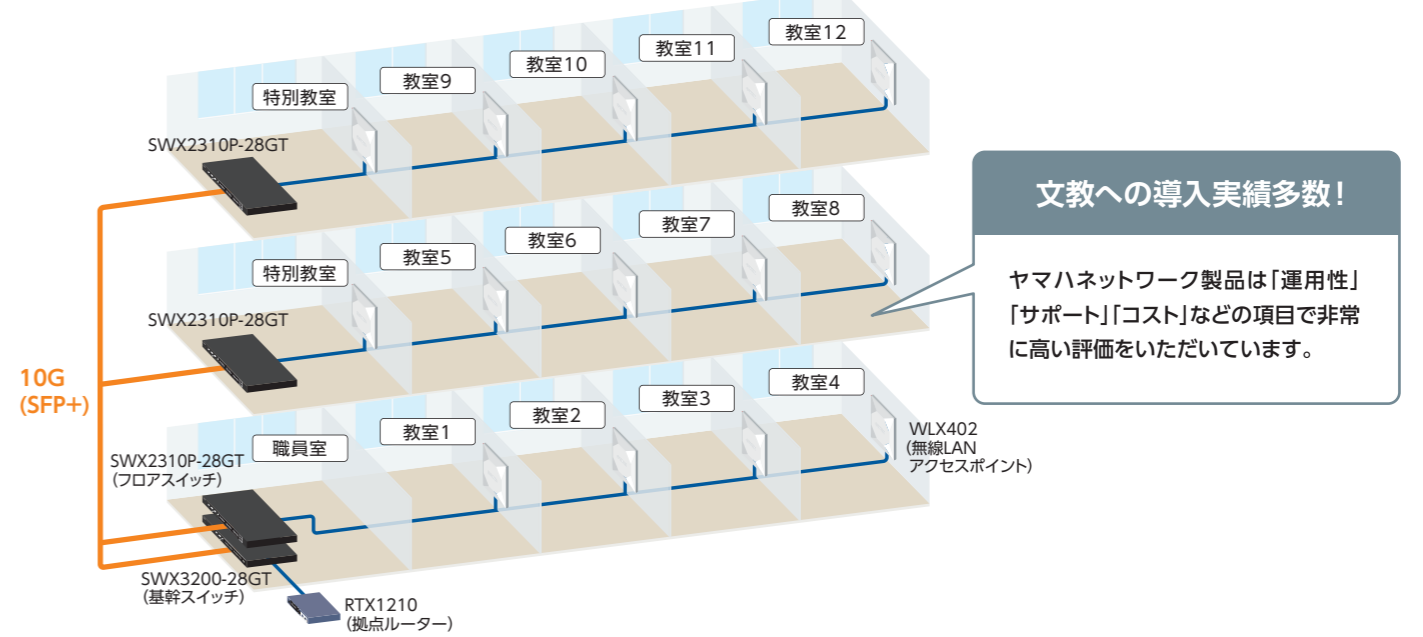 教室12
教室11
教室10
教室9
特別教室
SWX2310P-28GT
教室8
教室7
教室6
教室5
特別教室
SWX2310P-28GT
10G
(SFP+)
教室4
教室3
教室2
教室1
職員室
SWX2310P-28GT
(フロアスイッチ)
WLX402
(無線LAN
アクセスポイント)
SWX3200-28GT
(基幹スイッチ)
RTX1210
(拠点ルーター)
文教への導入実績多数!
ヤマハネットワーク製品は「運用性」
「サポート」「コスト」などの項目で非常
に高い評価をいただいています。